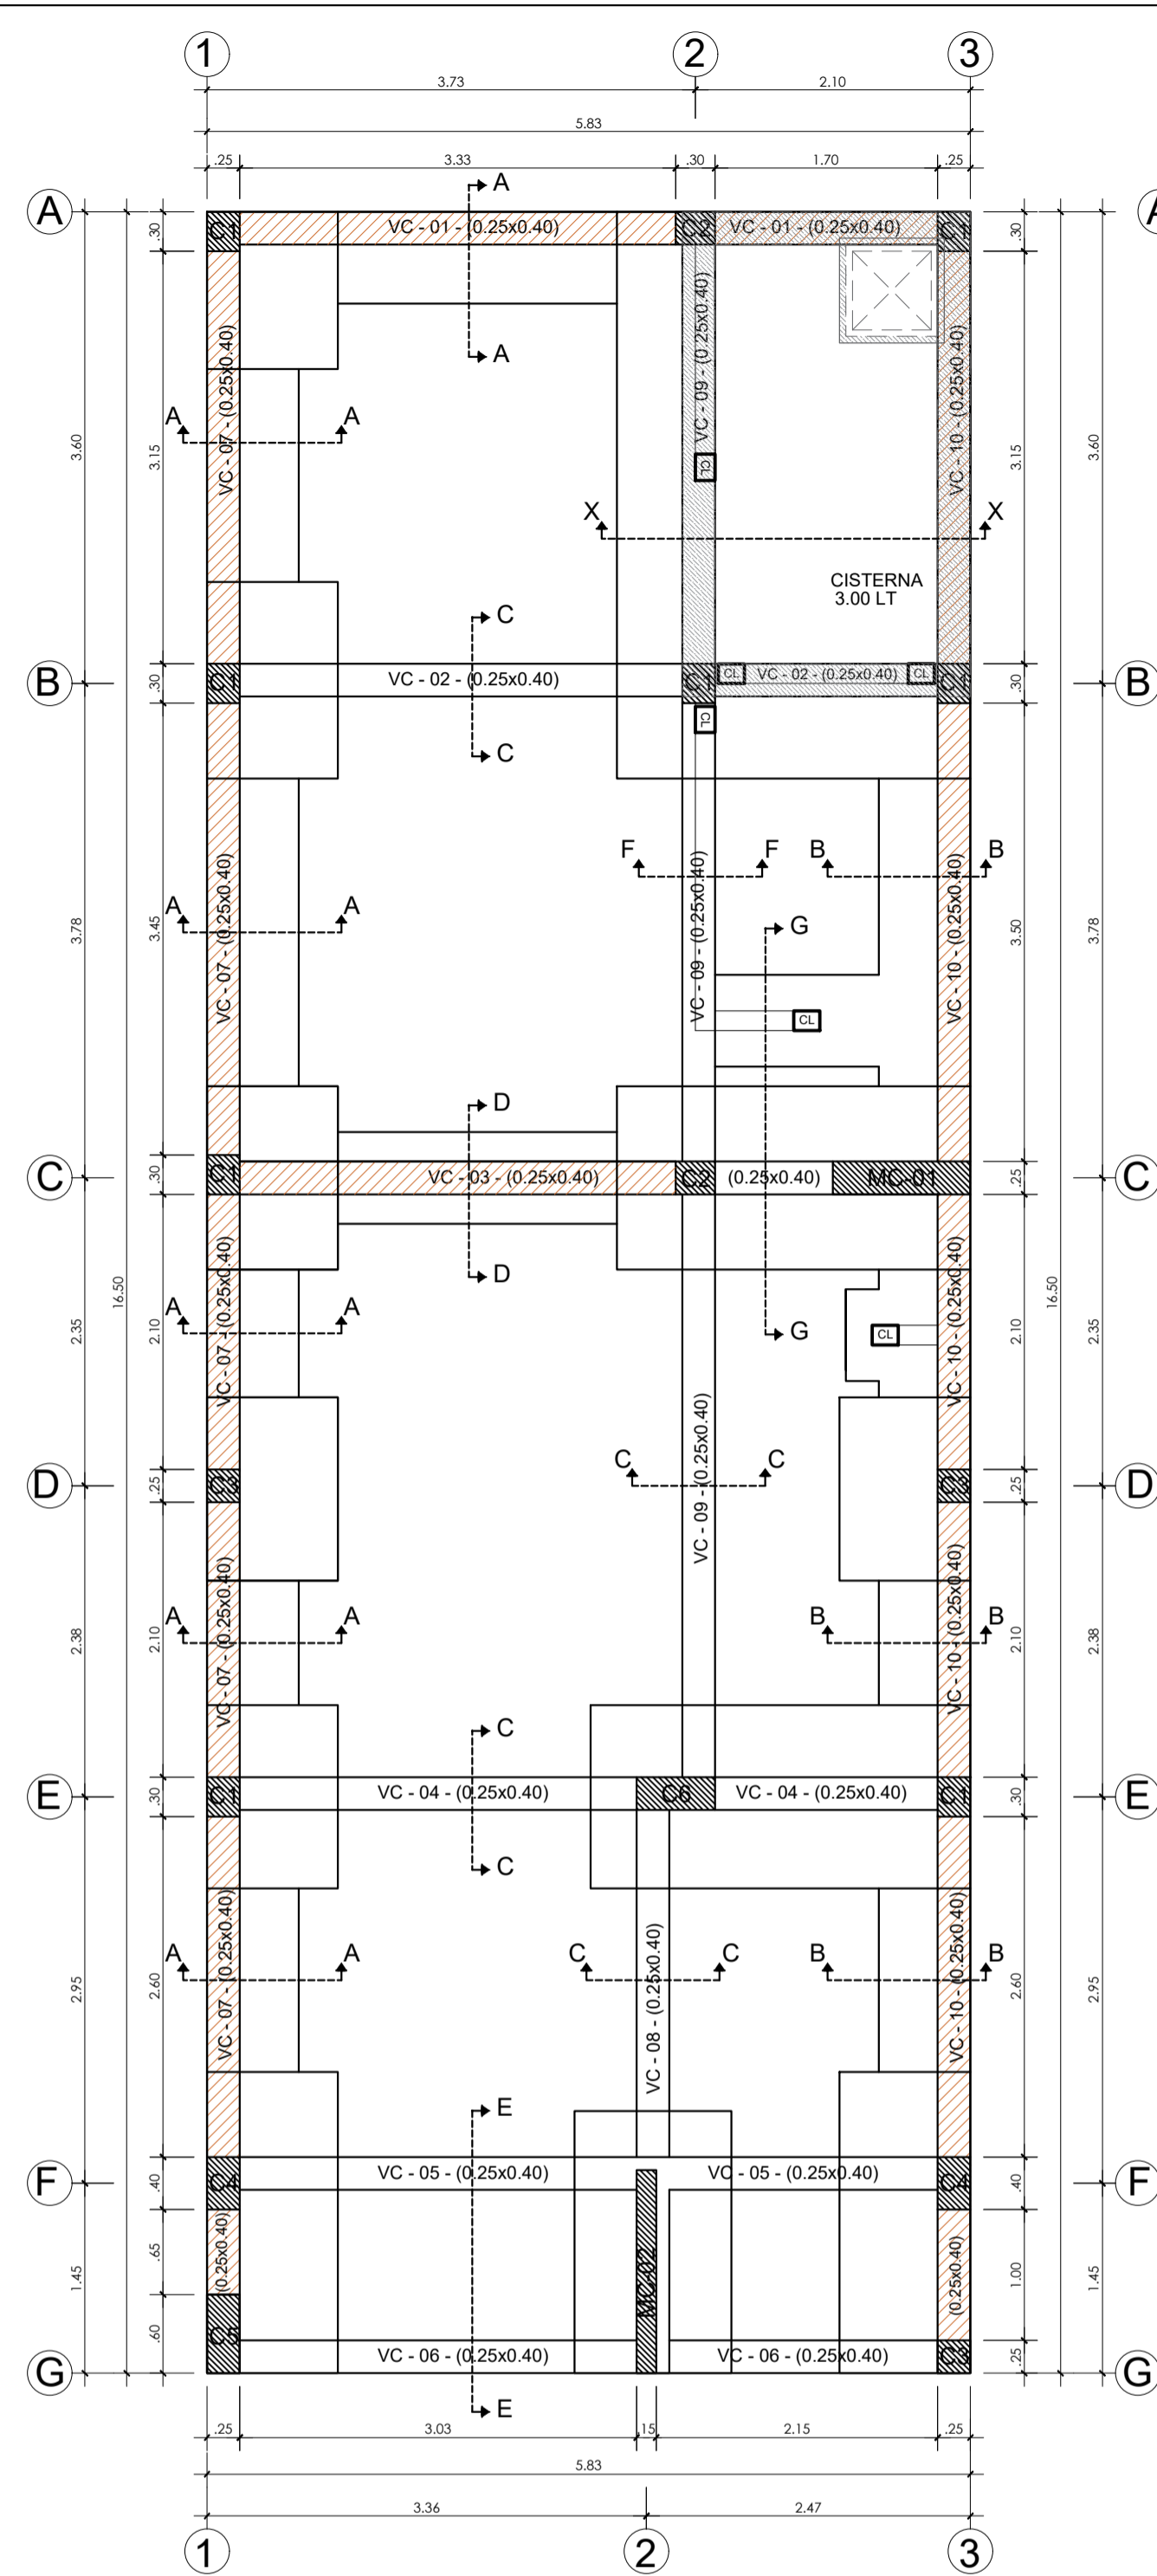 1
2
3
3.73
2.10
5.83
.25
3.33
.30
1.70
.25
A
A
A
.30
C1
VC - 01 - (0.25x0.40)
C2
VC - 01 - (0.25x0.40)
C1
.30
A
VC - 09 - (0.25x0.40)
VC - 07 - (0.25x0.40)
VC - 10 - (0.25x0.40)
A
A
3.60
3.15
CL
3.15
3.60
X
X
CISTERNA
3.00 LT
C
B
.30
C1
VC - 02 - (0.25x0.40)
C1
CL
VC - 02 - (0.25x0.40)
CL
C1
.30
B
CL
C
F
F
B
B
A
A
3.78
3.45
VC - 07 - (0.25x0.40)
VC - 09 - (0.25x0.40)
G
VC - 10 - (0.25x0.40)
3.50
3.78
CL
D
C
.30
C1
VC - 03 - (0.25x0.40)
C2
(0.25x0.40)
MC-01
.25
C
D
16.50
16.50
A
A
2.35
2.10
VC - 07 - (0.25x0.40)
G
CL
VC - 10 - (0.25x0.40)
2.10
2.35
VC - 09 - (0.25x0.40)
C
C
D
.25
C3
C3
.25
D
A
A
B
B
2.38
2.10
VC - 07 - (0.25x0.40)
VC - 10 - (0.25x0.40)
2.10
2.38
C
E
.30
C1
VC - 04 - (0.25x0.40)
C6
VC - 04 - (0.25x0.40)
C1
.30
E
C
A
A
C
C
B
B
2.95
2.60
VC - 07 - (0.25x0.40)
VC - 08 - (0.25x0.40)
VC - 10 - (0.25x0.40)
2.60
2.95
E
F
.40
C4
VC - 05 - (0.25x0.40)
VC - 05 - (0.25x0.40)
C4
.40
F
1.45
.65
(0.25x0.40)
MC-02
(0.25x0.40)
1.00
1.45
.60
C5
VC - 06 - (0.25x0.40)
VC - 06 - (0.25x0.40)
C3
.25
G
G
E
.25
3.03
.15
2.15
.25
5.83
3.36
2.47
1
2
3